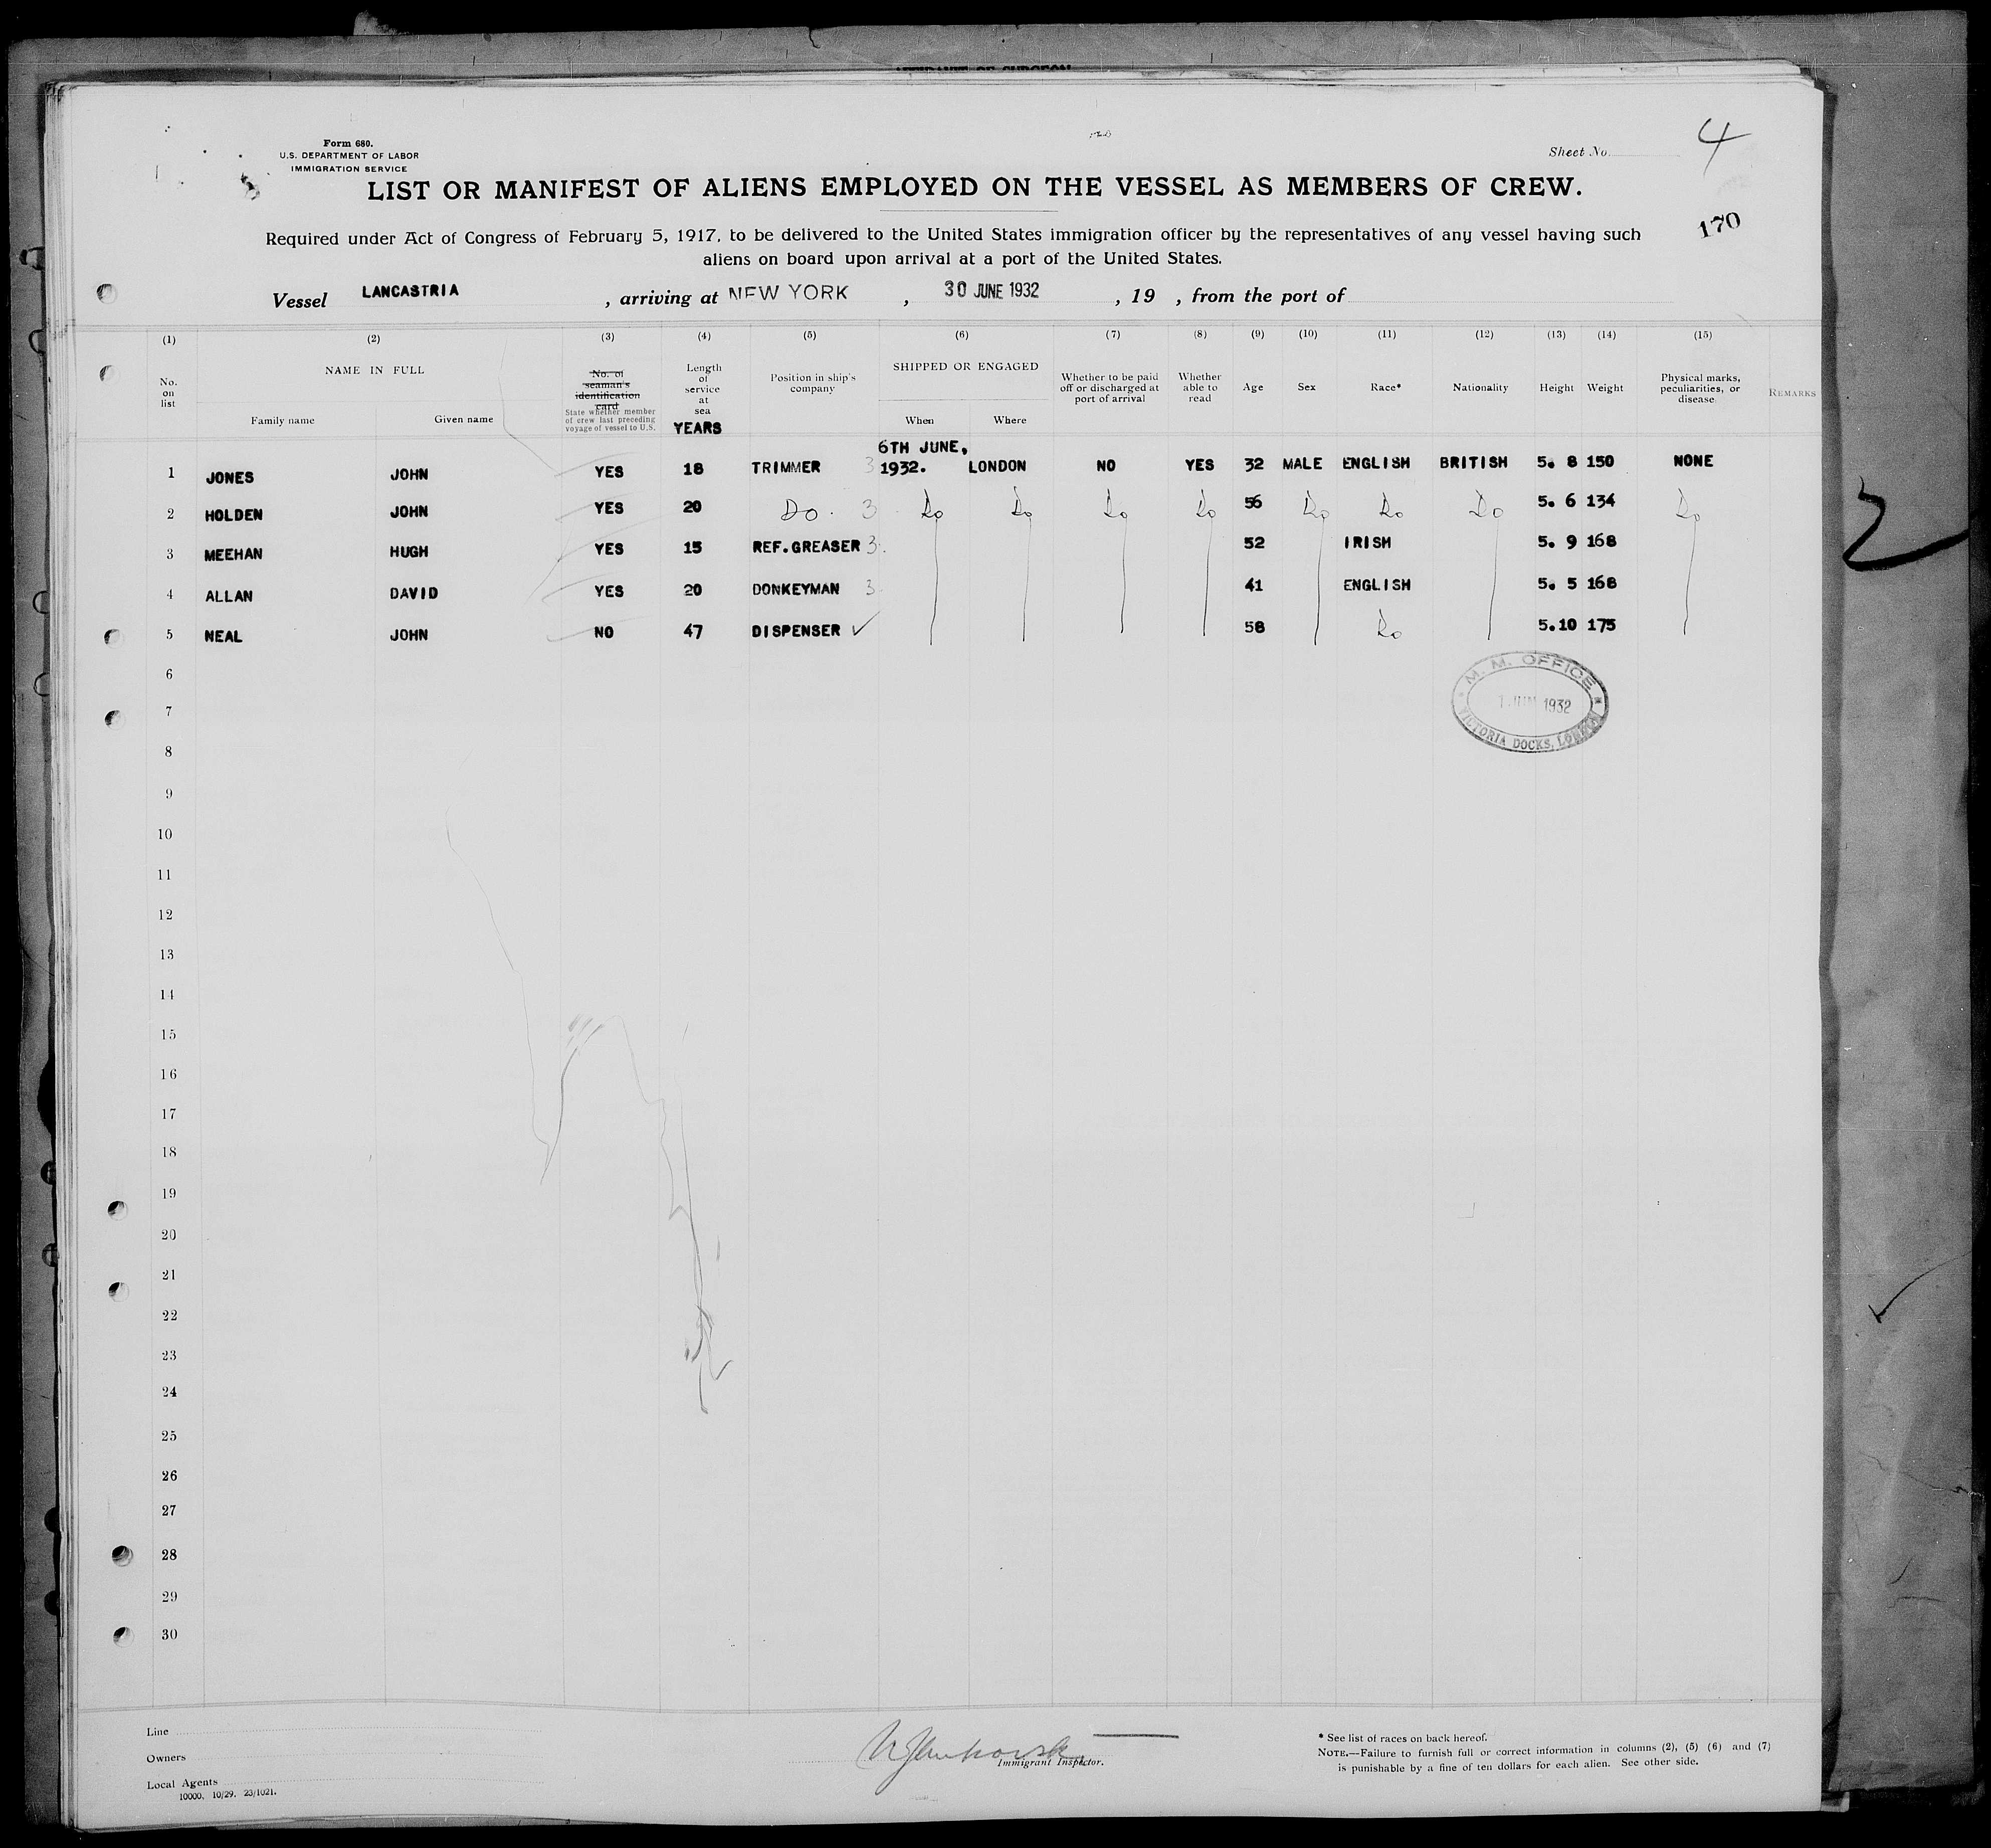 AFFIDAVIT OF SURGEON
Form 680.
U.S. DEPARTMENT OF LABOR
IMMIGRATION SERVICE
Sheet No.
4
LIST OR MANIFEST OF ALIENS EMPLOYED ON THE VESSEL AS MEMBERS OF CREW.
170
Required under Act of Congress of February 5, 1917, to be delivered to the United States immigration officer by the representatives of any vessel having such
aliens on board upon arrival at a port of the United States.
Vessel LANCASTRIA , arriving at NEW YORK , 30 JUNE 1932 , 19 , from the port of
(1) (2) (3) (4) (5) (6) (7) (8) (9) (10) (11) (12) (13) (14) (15)
No. on list
NAME IN FULL
Family name Given name
No. of seaman's identification card
State whether member of crew last preceding voyage of vessel to U.S.
Length of service at sea
YEARS
Position in ship's company
SHIPPED OR ENGAGED
When Where
Whether to be paid off or discharged at port of arrival
Whether able to read
Age Sex Race* Nationality Height Weight
Physical marks, peculiarities, or disease
REMARKS
6TH JUNE,
1 JONES JOHN YES 18 TRIMMER 3 1932. LONDON NO YES 32 MALE ENGLISH BRITISH 5. 8 150 NONE
2 HOLDEN JOHN YES 20 Do. 3 Do Do Do Do 56 Do Do Do 5. 6 134 Do
3 MEEHAN HUGH YES 15 REF.GREASER 3. 52 IRISH 5. 9 168
4 ALLAN DAVID YES 20 DONKEYMAN 3 41 ENGLISH 5. 5 168
5 NEAL JOHN NO 47 DISPENSER ✓ 58 Do 5.10 175
2
6
M. M. OFFICE
JUN 1932
VICTORIA DOCKS, LONDON
7
8
9
10
11
12
13
14
15
16
17
18
19
20
21
22
23
24
25
26
27
28
29
30
Line
Owners
Local Agents
10000. 10/29. 23/1021.
Immigrant Inspector.
* See list of races on back hereof.
NOTE.—Failure to furnish full or correct information in columns (2), (5) (6) and (7)
is punishable by a fine of ten dollars for each alien. See other side.